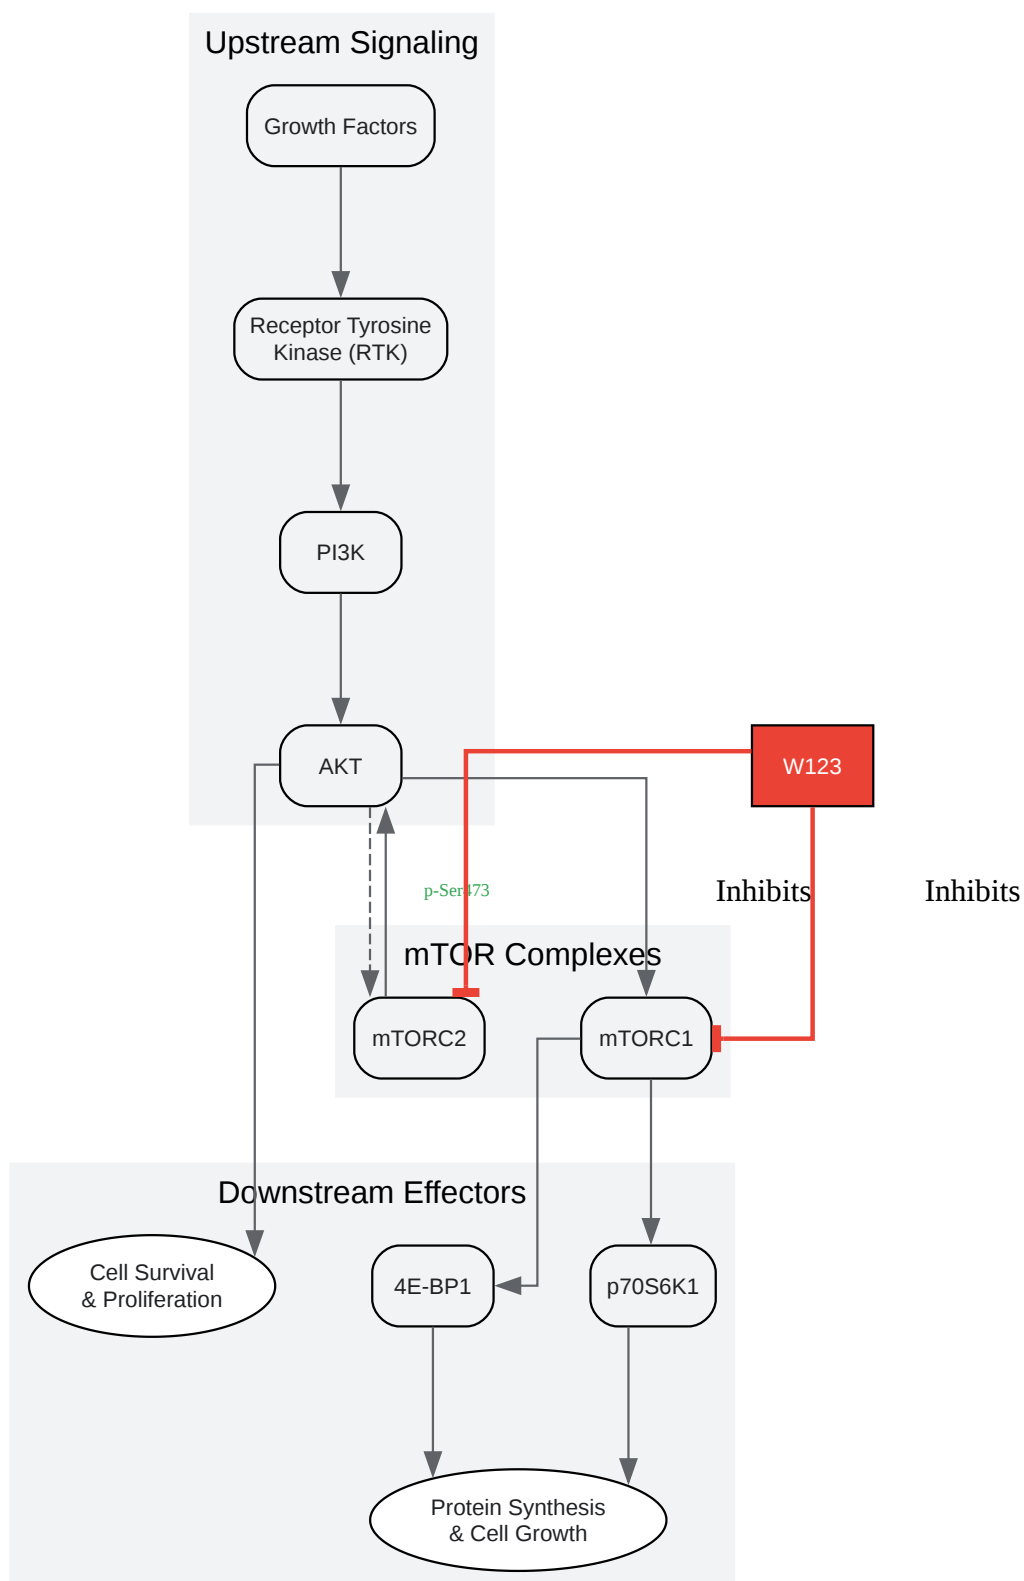 Upstream Signaling
Growth Factors
Receptor Tyrosine
Kinase (RTK)
PI3K
AKT
W123
p-Ser473
Inhibits
Inhibits
mTOR Complexes
mTORC2
mTORC1
Downstream Effectors
Cell Survival
& Proliferation
4E-BP1
p70S6K1
Protein Synthesis
& Cell Growth